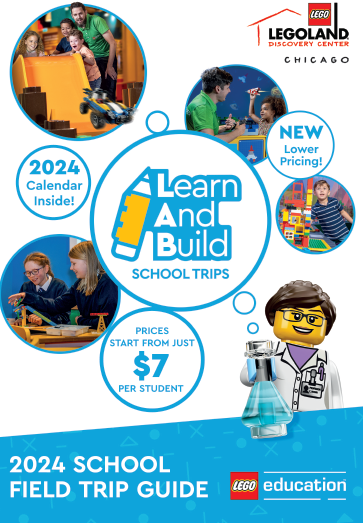 LEGO
LEGOLAND
DISCOVERY CENTER
CHICAGO
NEW
Lower
Pricing!
2024
Calendar
Inside!
Learn
And
Build
SCHOOL TRIPS
PRICES
START FROM JUST
$7
PER STUDENT
2024 SCHOOL
FIELD TRIP GUIDE
LEGO education